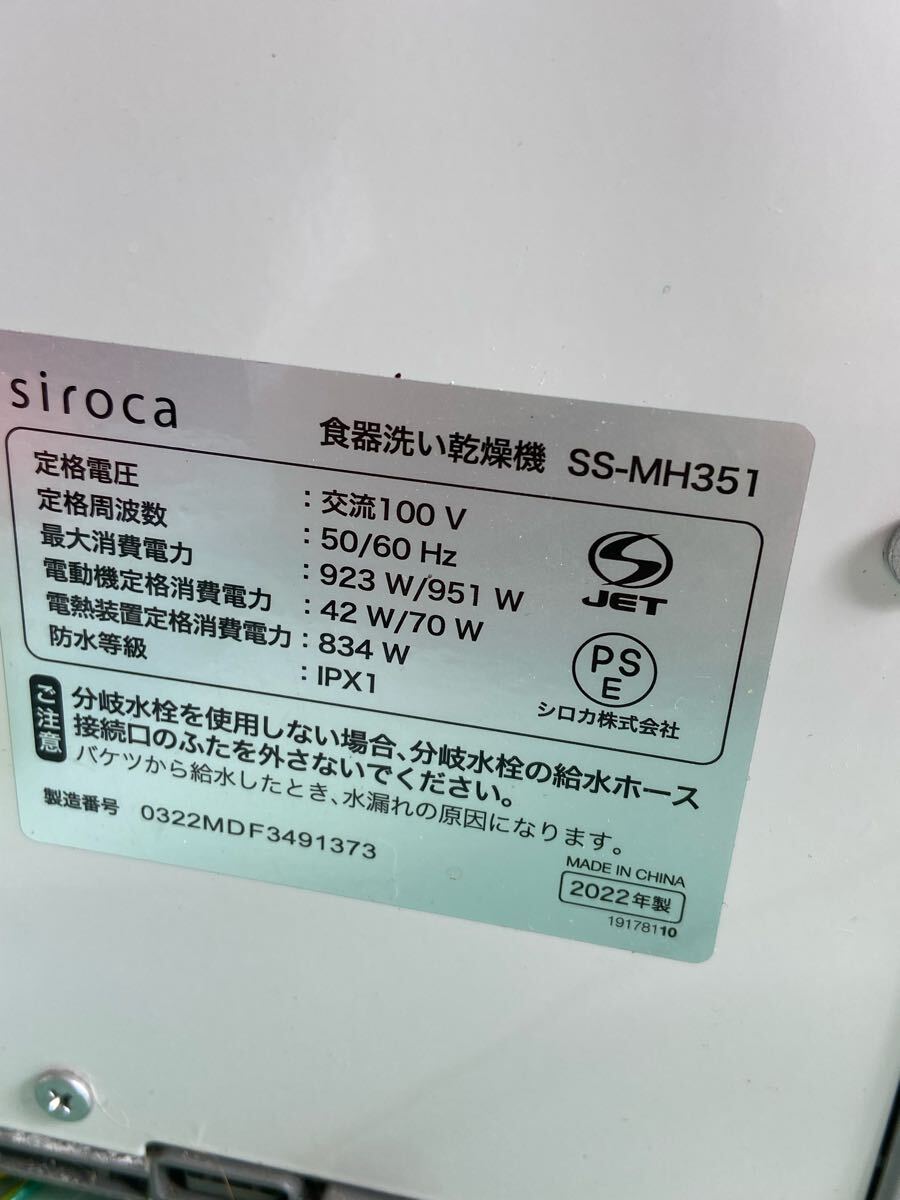 siroca
食器洗い乾燥機 SS-MH351
定格電圧 : 交流100 V
定格周波数 : 50/60 Hz
最大消費電力 : 923 W/951 W
電動機定格消費電力 : 42 W/70 W
電熱装置定格消費電力 : 834 W
防水等級 : IPX1
JET
PS
E
シロカ株式会社
ご注意
分岐水栓を使用しない場合、分岐水栓の給水ホース
接続口のふたを外さないでください。
バケツから給水したとき、水漏れの原因になります。
製造番号 0322MDF3491373
MADE IN CHINA
2022年製
19178110